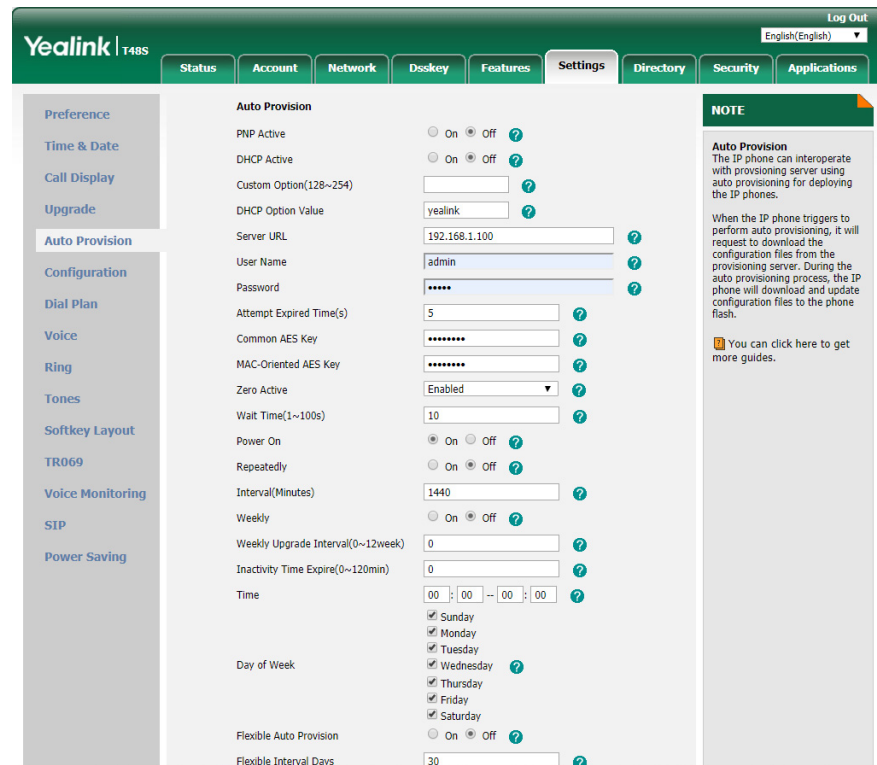 Log Out
English(English)
Yealink | T48S
Status Account Network Dsskey Features Settings Directory Security Applications
Preference
Time & Date
Call Display
Upgrade
Auto Provision
Configuration
Dial Plan
Voice
Ring
Tones
Softkey Layout
TR069
Voice Monitoring
SIP
Power Saving
Auto Provision
PNP Active On Off ?
DHCP Active On Off ?
Custom Option(128~254) ?
DHCP Option Value yealink ?
Server URL 192.168.1.100 ?
User Name admin ?
Password ••••• ?
Attempt Expired Time(s) 5 ?
Common AES Key •••••••• ?
MAC-Oriented AES Key •••••••• ?
Zero Active Enabled ?
Wait Time(1~100s) 10 ?
Power On On Off ?
Repeatedly On Off ?
Interval(Minutes) 1440 ?
Weekly On Off ?
Weekly Upgrade Interval(0~12week) 0 ?
Inactivity Time Expire(0~120min) 0 ?
Time 00 : 00 -- 00 : 00 ?
Sunday
Monday
Tuesday
Day of Week Wednesday ?
Thursday
Friday
Saturday
Flexible Auto Provision On Off ?
Flexible Interval Days 30 ?
NOTE
Auto Provision
The IP phone can interoperate
with provsioning server using
auto provisioning for deploying
the IP phones.
When the IP phone triggers to
perform auto provisioning, it will
request to download the
configuration files from the
provisioning server. During the
auto provisioning process, the IP
phone will download and update
configuration files to the phone
flash.
? You can click here to get
more guides.